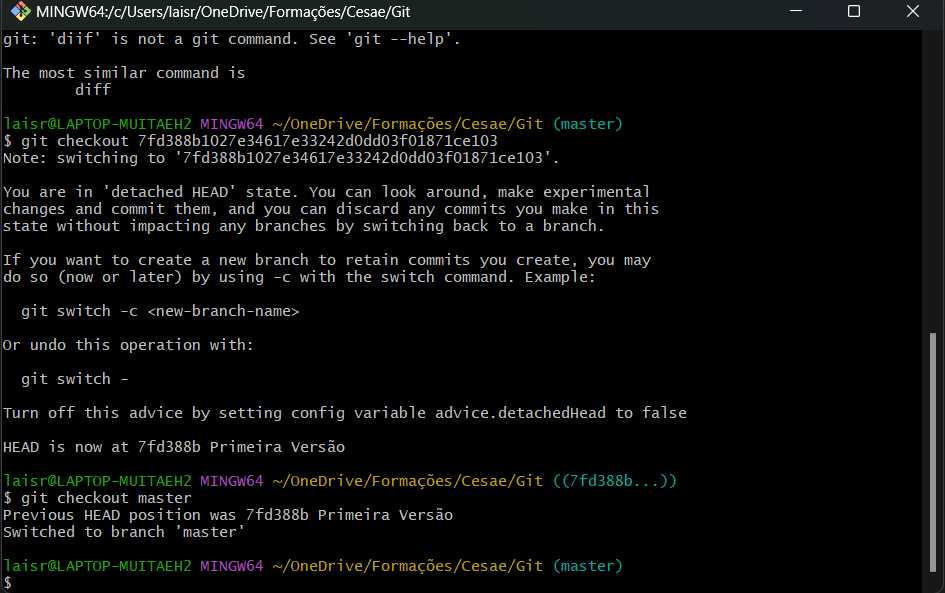 MINGW64:/c/Users/laisr/OneDrive/Formações/Cesae/Git
git: 'diif' is not a git command. See 'git --help'.
The most similar command is
diff
laisr@LAPTOP-MUITAEH2 MINGW64 ~/OneDrive/Formações/Cesae/Git (master)
$ git checkout 7fd388b1027e34617e33242d0dd03f01871ce103
Note: switching to '7fd388b1027e34617e33242d0dd03f01871ce103'.
You are in 'detached HEAD' state. You can look around, make experimental
changes and commit them, and you can discard any commits you make in this
state without impacting any branches by switching back to a branch.
If you want to create a new branch to retain commits you create, you may
do so (now or later) by using -c with the switch command. Example:
git switch -c <new-branch-name>
Or undo this operation with:
git switch -
Turn off this advice by setting config variable advice.detachedHead to false
HEAD is now at 7fd388b Primeira Versão
laisr@LAPTOP-MUITAEH2 MINGW64 ~/OneDrive/Formações/Cesae/Git ((7fd388b...))
$ git checkout master
Previous HEAD position was 7fd388b Primeira Versão
Switched to branch 'master'
laisr@LAPTOP-MUITAEH2 MINGW64 ~/OneDrive/Formações/Cesae/Git (master)
$